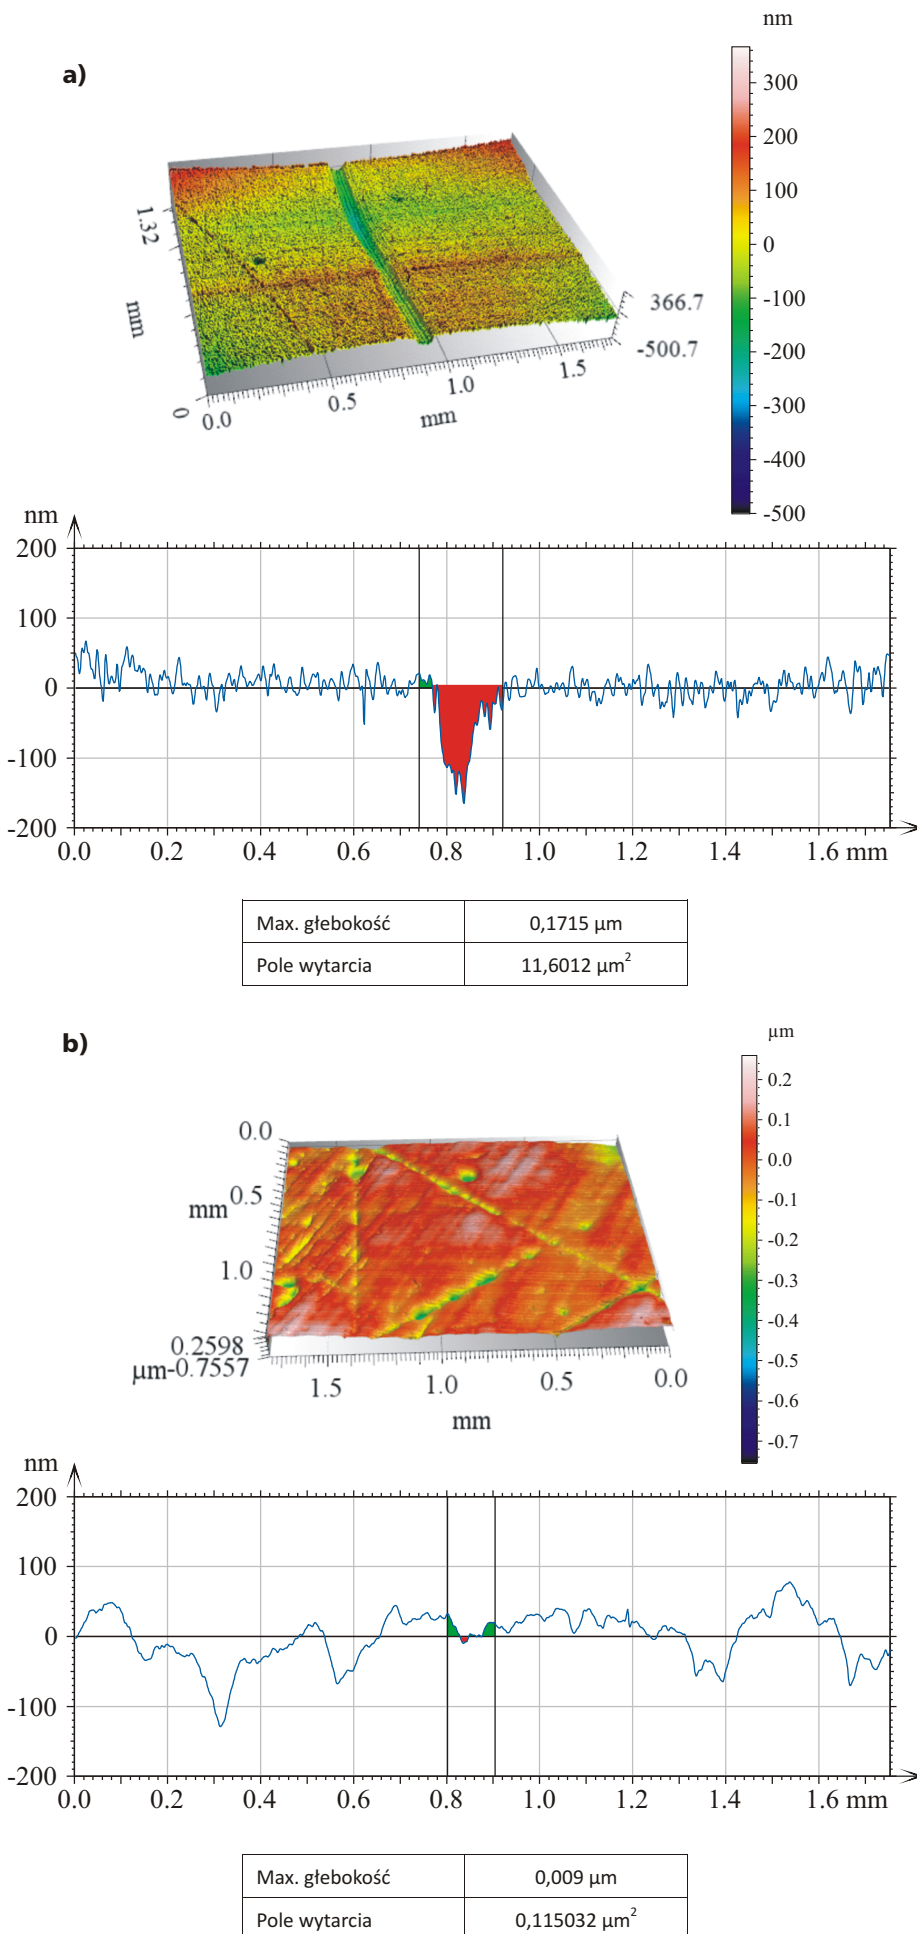 nm
a)
300
200
100
0
-100
-200
-300
-400
-500
1.32
mm
0
0.0
0.5
mm
1.0
1.5
366.7
-500.7
nm
200
100
0
-100
-200
0.0 0.2 0.4 0.6 0.8 1.0 1.2 1.4 1.6 mm
Max. głebokość 0,1715 µm
Pole wytarcia 11,6012 µm²
b)
µm
0.2
0.1
0.0
-0.1
-0.2
-0.3
-0.4
-0.5
-0.6
-0.7
0.0
mm 0.5
1.0
0.2598
µm-0.7557
1.5 1.0 0.5 0.0
mm
nm
200
100
0
-100
-200
0.0 0.2 0.4 0.6 0.8 1.0 1.2 1.4 1.6 mm
Max. głebokość 0,009 µm
Pole wytarcia 0,115032 µm²